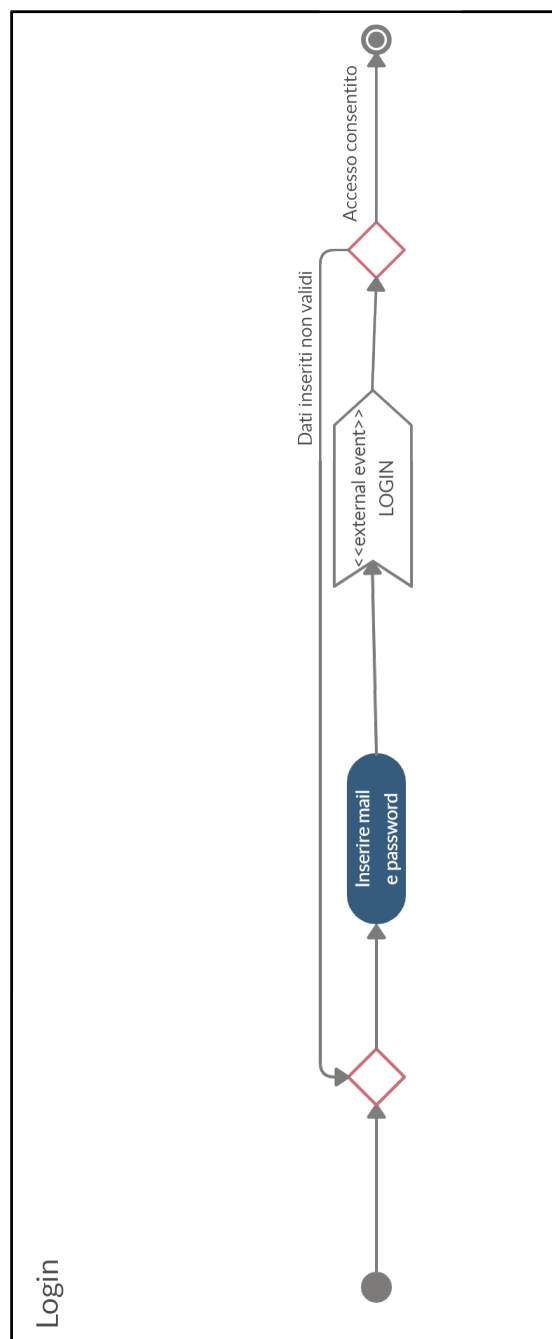 Login
Inserire mail
e password
<<external event>>
LOGIN
Dati inseriti non validi
Accesso consentito